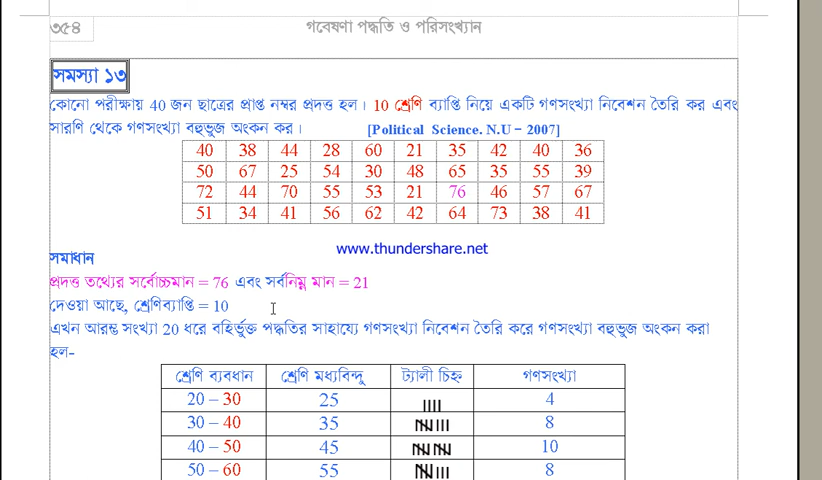 ৩৫৪
গবেষণা পদ্ধতি ও পরিসংখ্যান
সমস্যা ১৩
কোনো পরীক্ষায় 40 জন ছাত্রের প্রাপ্ত নম্বর প্রদত্ত হল। 10 শ্রেণি ব্যাপ্তি নিয়ে একটি গণসংখ্যা নিবেশন তৈরি কর এবং
সারণি থেকে গণসংখ্যা বহুভুজ অংকন কর। [Political Science. N.U – 2007]
40 38 44 28 60 21 35 42 40 36
50 67 25 54 30 48 65 35 55 39
72 44 70 55 53 21 76 46 57 67
51 34 41 56 62 42 64 73 38 41
www.thundershare.net
সমাধান
প্রদত্ত তথ্যের সর্বোচ্চমান = 76 এবং সর্বনিম্ন মান = 21
দেওয়া আছে, শ্রেণিব্যাপ্তি = 10
এখন আরম্ভ সংখ্যা 20 ধরে বহির্ভুক্ত পদ্ধতির সাহায্যে গণসংখ্যা নিবেশন তৈরি করে গণসংখ্যা বহুভুজ অংকন করা
হল-
শ্রেণি ব্যবধান শ্রেণি মধ্যবিন্দু ট্যালী চিহ্ন গণসংখ্যা
20 – 30 25 4
30 – 40 35 8
40 – 50 45 10
50 – 60 55 8